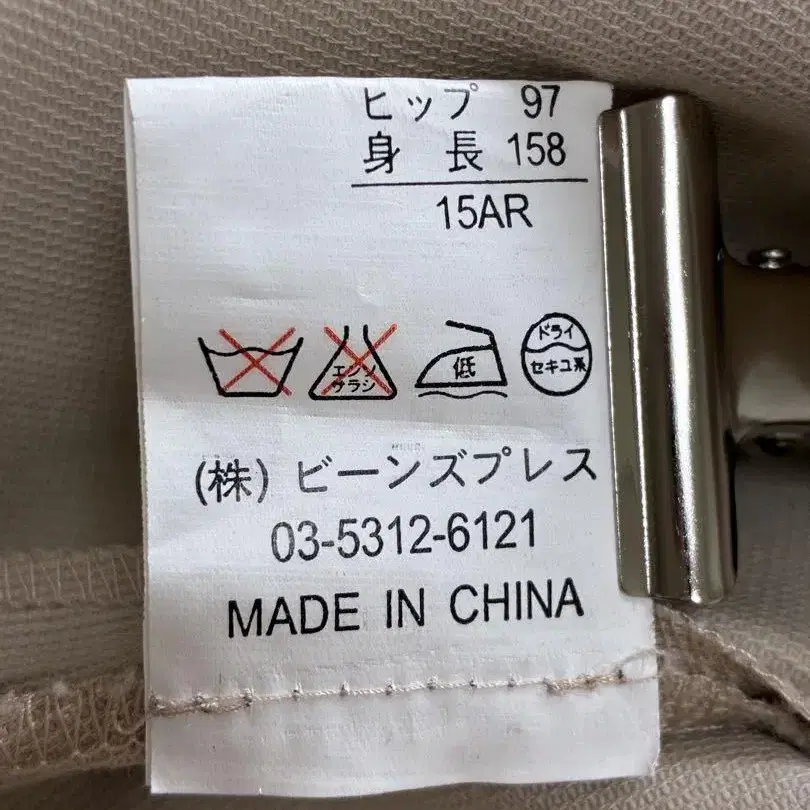 ヒップ 97
身 長 158
15AR
エンソ
サラシ
低
ドライ
セキユ系
(株) ビーンズプレス
03-5312-6121
MADE IN CHINA